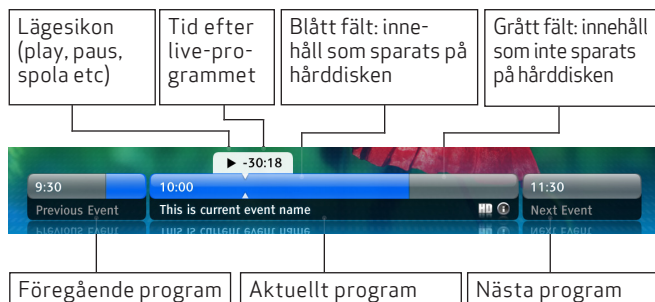 Lägesikon
(play, paus,
spola etc)
Tid efter
live-pro-
grammet
Blått fält: inne-
håll som sparats på
hårddisken
Grått fält: innehåll
som inte sparats
på hårddisken
-30:18
9:30
10:00
11:30
Previous Event
This is current event name
HD
Next Event
Föregående program
Aktuellt program
Nästa program